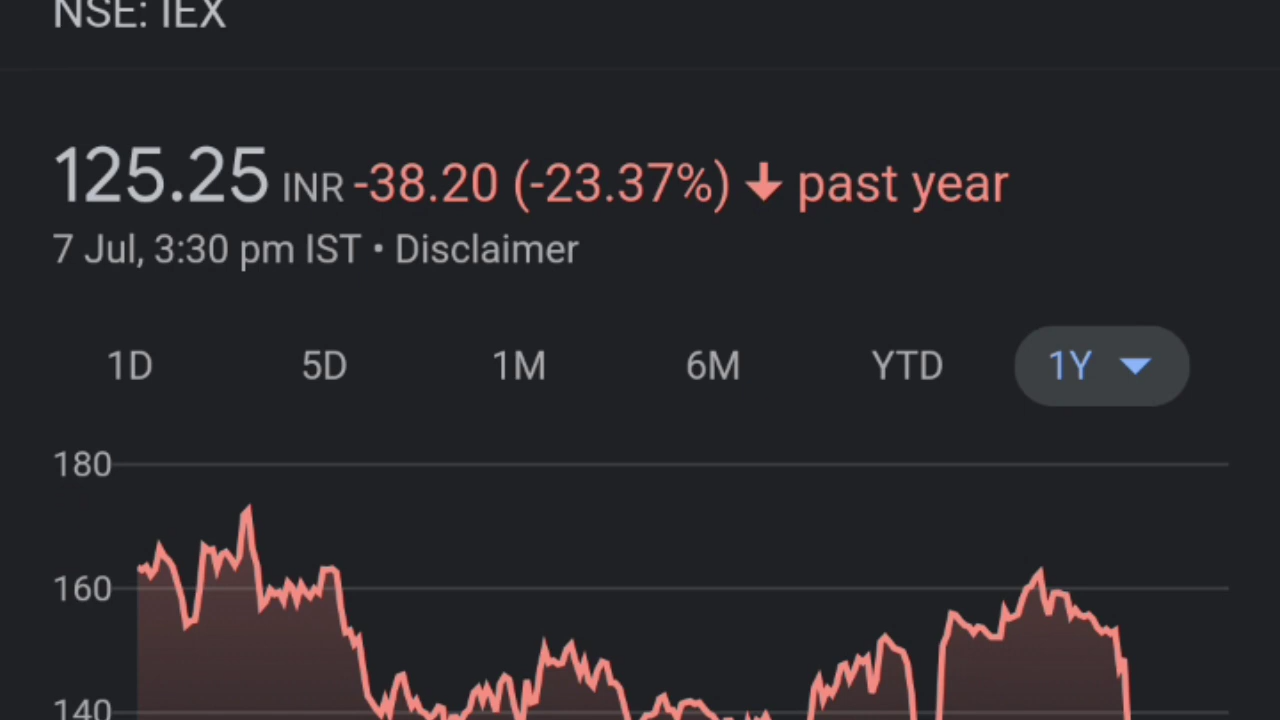 NSE: IEX
125.25 INR -38.20 (-23.37%) ↓ past year
7 Jul, 3:30 pm IST • Disclaimer
1D 5D 1M 6M YTD 1Y
180
160
140